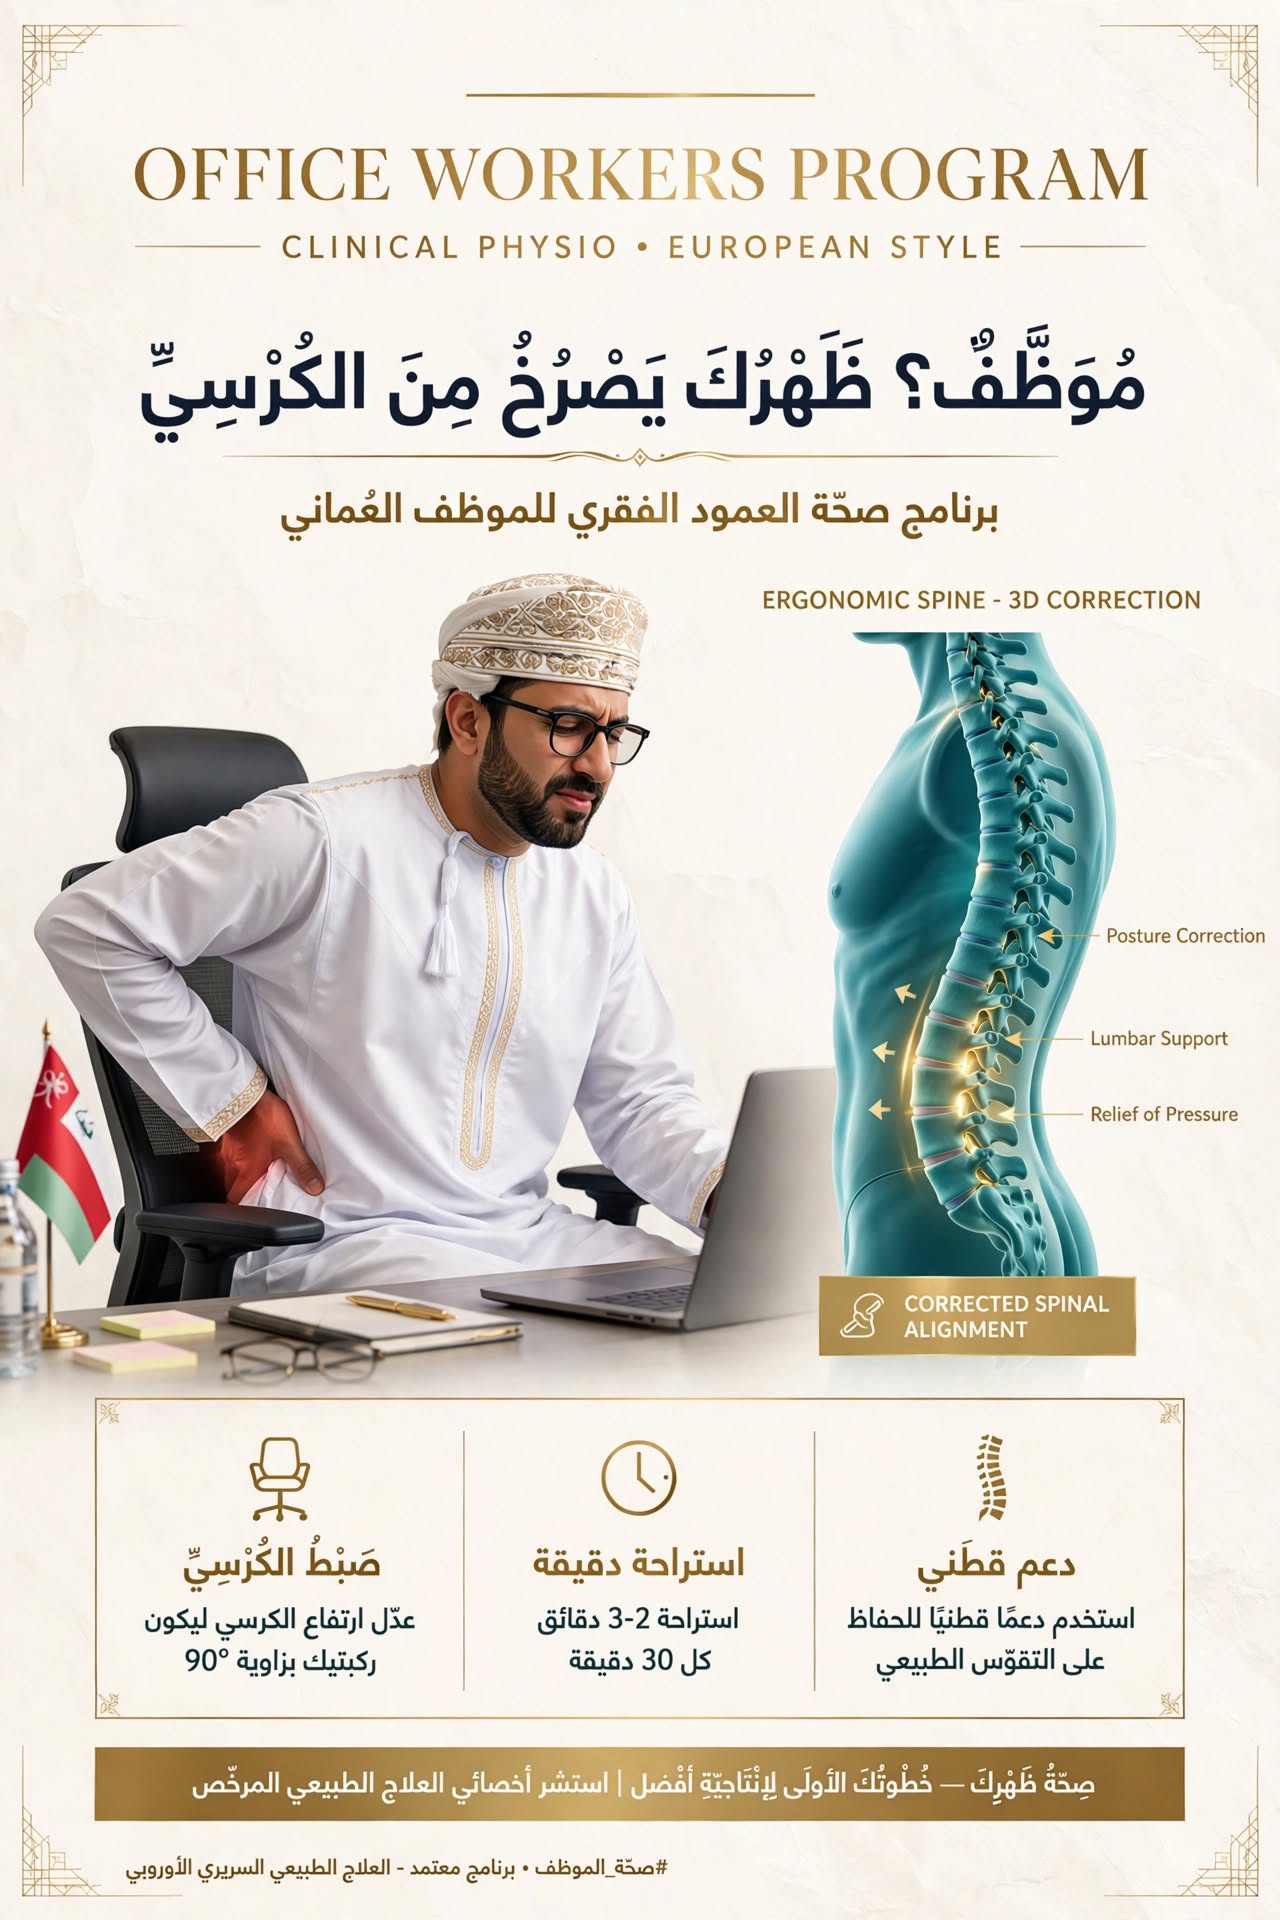 OFFICE WORKERS PROGRAM
CLINICAL PHYSIO • EUROPEAN STYLE
مُوَظَّفٌ؟ ظَهْرُكَ يَصْرُخُ مِنَ الكُرْسِيِّ
برنامج صحّة العمود الفقري للموظف العُماني
ERGONOMIC SPINE - 3D CORRECTION
Posture Correction
Lumbar Support
Relief of Pressure
CORRECTED SPINAL
ALIGNMENT
دعم قطَني
استخدم دعمًا قطنيًا للحفاظ
على التقوّس الطبيعي
استراحة دقيقة
استراحة 2-3 دقائق
كل 30 دقيقة
ضَبْطُ الكُرْسِيِّ
عدّل ارتفاع الكرسي ليكون
ركبتيك بزاوية 90°
صِحّةُ ظَهْرِكَ — خُطْوتُكَ الأولَى لِإنْتَاجيّةِ أفْضل | استشر أخصائي العلاج الطبيعي المرخّص
#صحّة_الموظف • برنامج معتمد - العلاج الطبيعي السريري الأوروبي